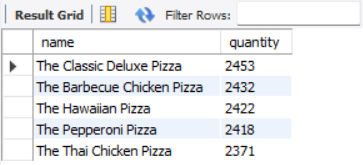 Result Grid Filter Rows:
name quantity
The Classic Deluxe Pizza 2453
The Barbecue Chicken Pizza 2432
The Hawaiian Pizza 2422
The Pepperoni Pizza 2418
The Thai Chicken Pizza 2371